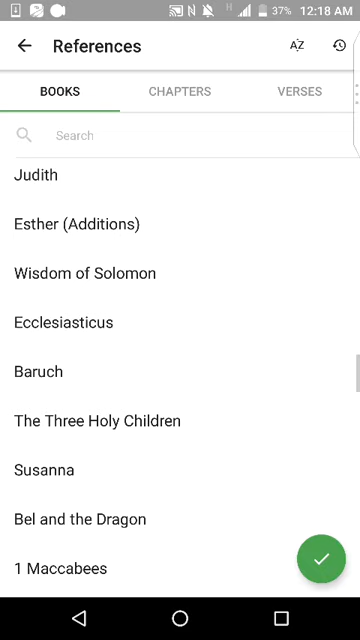 H 37% 12:18 AM
References AZ
BOOKS CHAPTERS VERSES
Search
Judith
Esther (Additions)
Wisdom of Solomon
Ecclesiasticus
Baruch
The Three Holy Children
Susanna
Bel and the Dragon
1 Maccabees